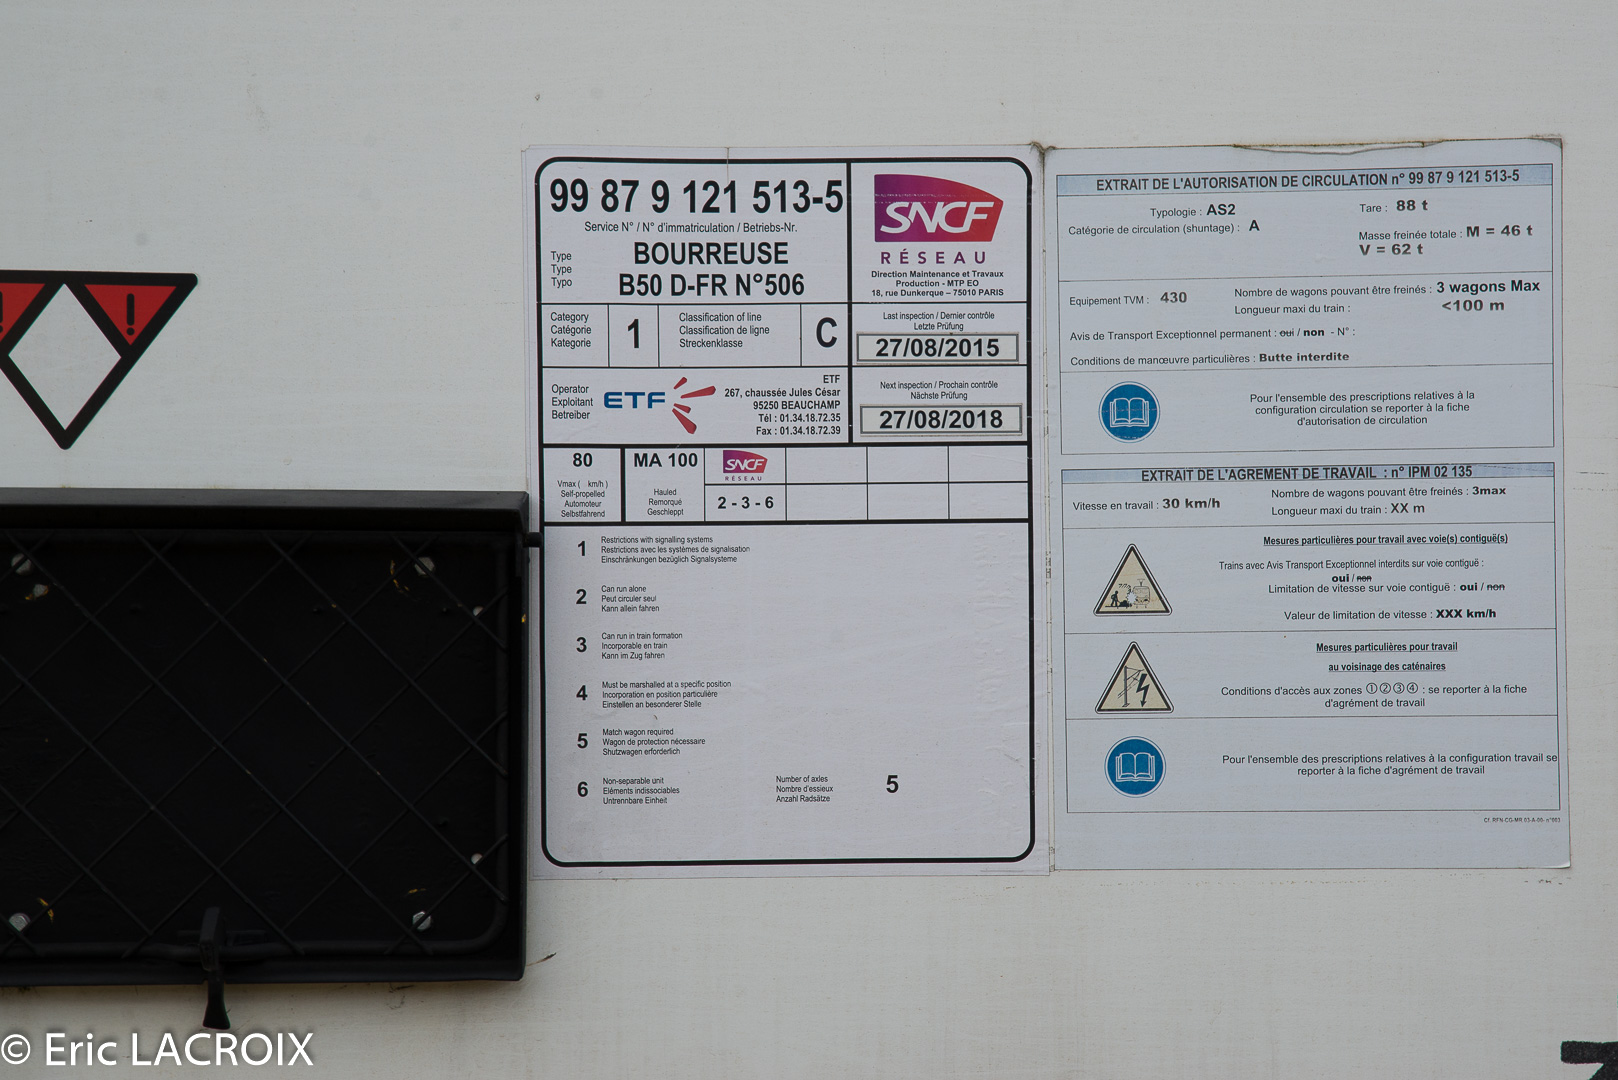 99 87 9 121 513-5
Service N° / N° d'immatriculation / Betriebs-Nr.
Type
Type
Typo
BOURREUSE
B50 D-FR N°506
SNCF
RÉSEAU
Direction Maintenance et Travaux
Production - MTP EO
18, rue Dunkerque – 75010 PARIS
Category
Catégorie
Kategorie
1
Classification of line
Classification de ligne
Streckenklasse
C
Last inspection / Dernier contrôle
Letzte Prüfung
27/08/2015
Operator
Exploitant
Betreiber
ETF
ETF
267, chaussée Jules César
95250 BEAUCHAMP
Tél : 01.34.18.72.35
Fax : 01.34.18.72.39
Next inspection / Prochain contrôle
Nächste Prüfung
27/08/2018
80
Vmax ( km/h )
Self-propelled
Automoteur
Selbstfahrend
MA 100
Hauled
Remorqué
Geschleppt
SNCF
RÉSEAU
2 - 3 - 6
1
Restrictions with signalling systems
Restrictions avec les systèmes de signalisation
Einschränkungen bezüglich Signalsysteme
2
Can run alone
Peut circuler seul
Kann allein fahren
3
Can run in train formation
Incorporable en train
Kann im Zug fahren
4
Must be marshalled at a specific position
Incorporation en position particulière
Einstellen an besonderer Stelle
5
Match wagon required
Wagon de protection nécessaire
Shutzwagen erforderlich
6
Non-separable unit
Eléments indissociables
Untrennbare Einheit
Number of axles
Nombre d'essieux
Anzahl Radsätze
5
EXTRAIT DE L'AUTORISATION DE CIRCULATION n° 99 87 9 121 513-5
Typologie : AS2
Catégorie de circulation (shuntage) : A
Tare : 88 t
Masse freinée totale : M = 46 t
V = 62 t
Equipement TVM : 430
Nombre de wagons pouvant être freinés : 3 wagons Max
Longueur maxi du train : <100 m
Avis de Transport Exceptionnel permanent : oui / non - N° :
Conditions de manœuvre particulières : Butte interdite
Pour l'ensemble des prescriptions relatives à la
configuration circulation se reporter à la fiche
d'autorisation de circulation
EXTRAIT DE L'AGREMENT DE TRAVAIL : n° IPM 02 135
Vitesse en travail : 30 km/h
Nombre de wagons pouvant être freinés : 3max
Longueur maxi du train : XX m
Mesures particulières pour travail avec voie(s) contiguë(s)
Trains avec Avis Transport Exceptionnel interdits sur voie contiguë :
oui / non
Limitation de vitesse sur voie contiguë : oui / non
Valeur de limitation de vitesse : XXX km/h
Mesures particulières pour travail
au voisinage des caténaires
Conditions d'accès aux zones ①②③④ : se reporter à la fiche
d'agrément de travail
Pour l'ensemble des prescriptions relatives à la configuration travail se
reporter à la fiche d'agrément de travail
Cf. RFN-CG-MR 03-A-00- n°003
© Eric LACROIX